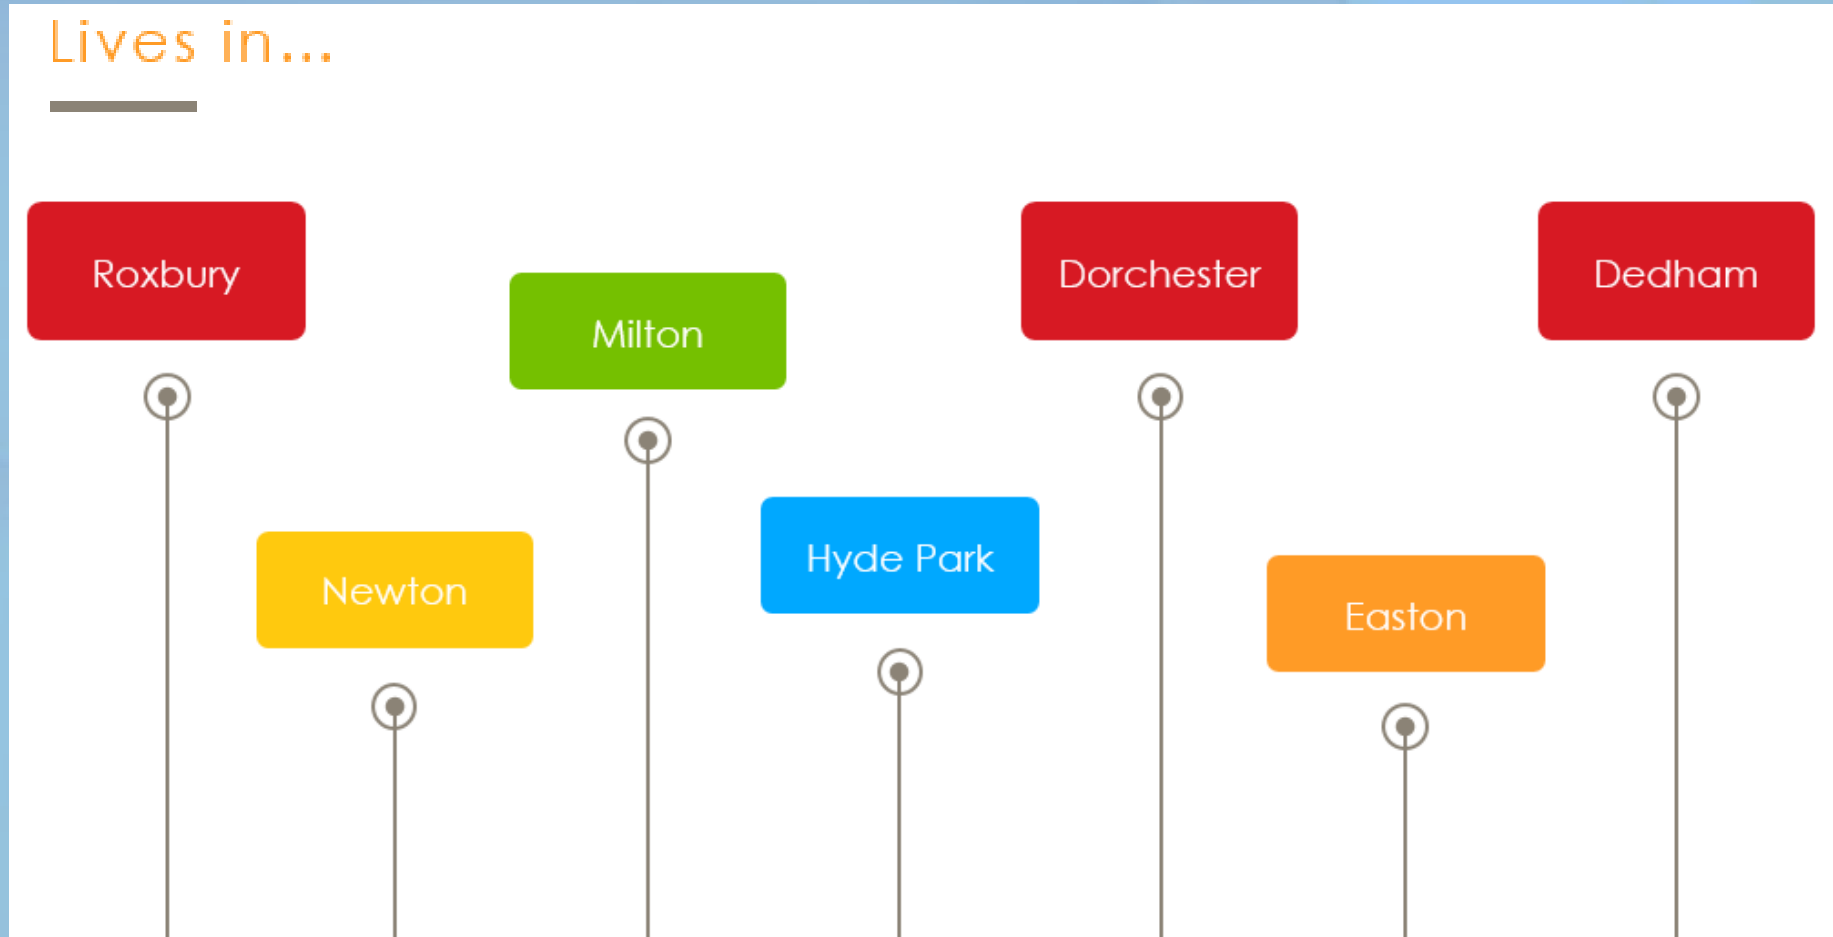 Lives in...
Roxbury
Dorchester
Dedham
Milton
Hyde Park
Newton
Easton